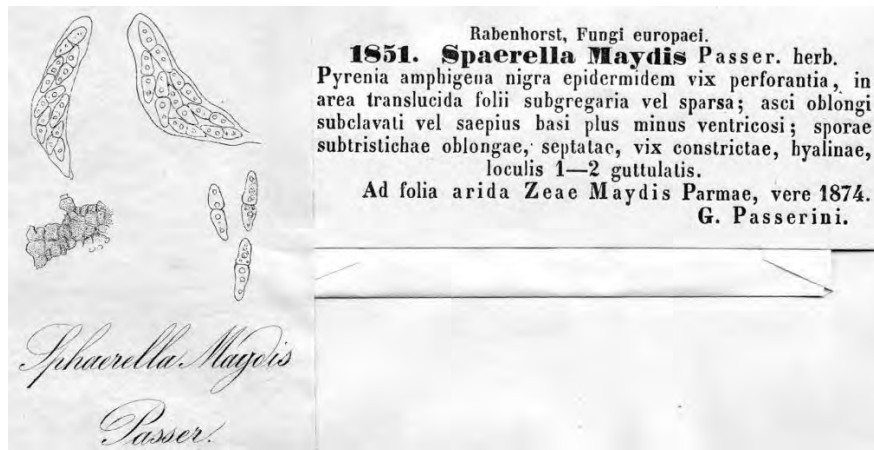 Rabenhorst, Fungi europaei.
1851. Spaerella Maydis Passer. herb.
Pyrenia amphigena nigra epidermidem vix perforantia, in
area translucida folii subgregaria vel sparsa; asci oblongi
subclavati vel saepius basi plus minus ventricosi; sporae
subtristichae oblongae, septatae, vix constrictae, hyalinae,
loculis 1—2 guttulatis.
Ad folia arida Zeae Maydis Parmae, vere 1874.
G. Passerini.
Sphaerella Maydis
Passer.